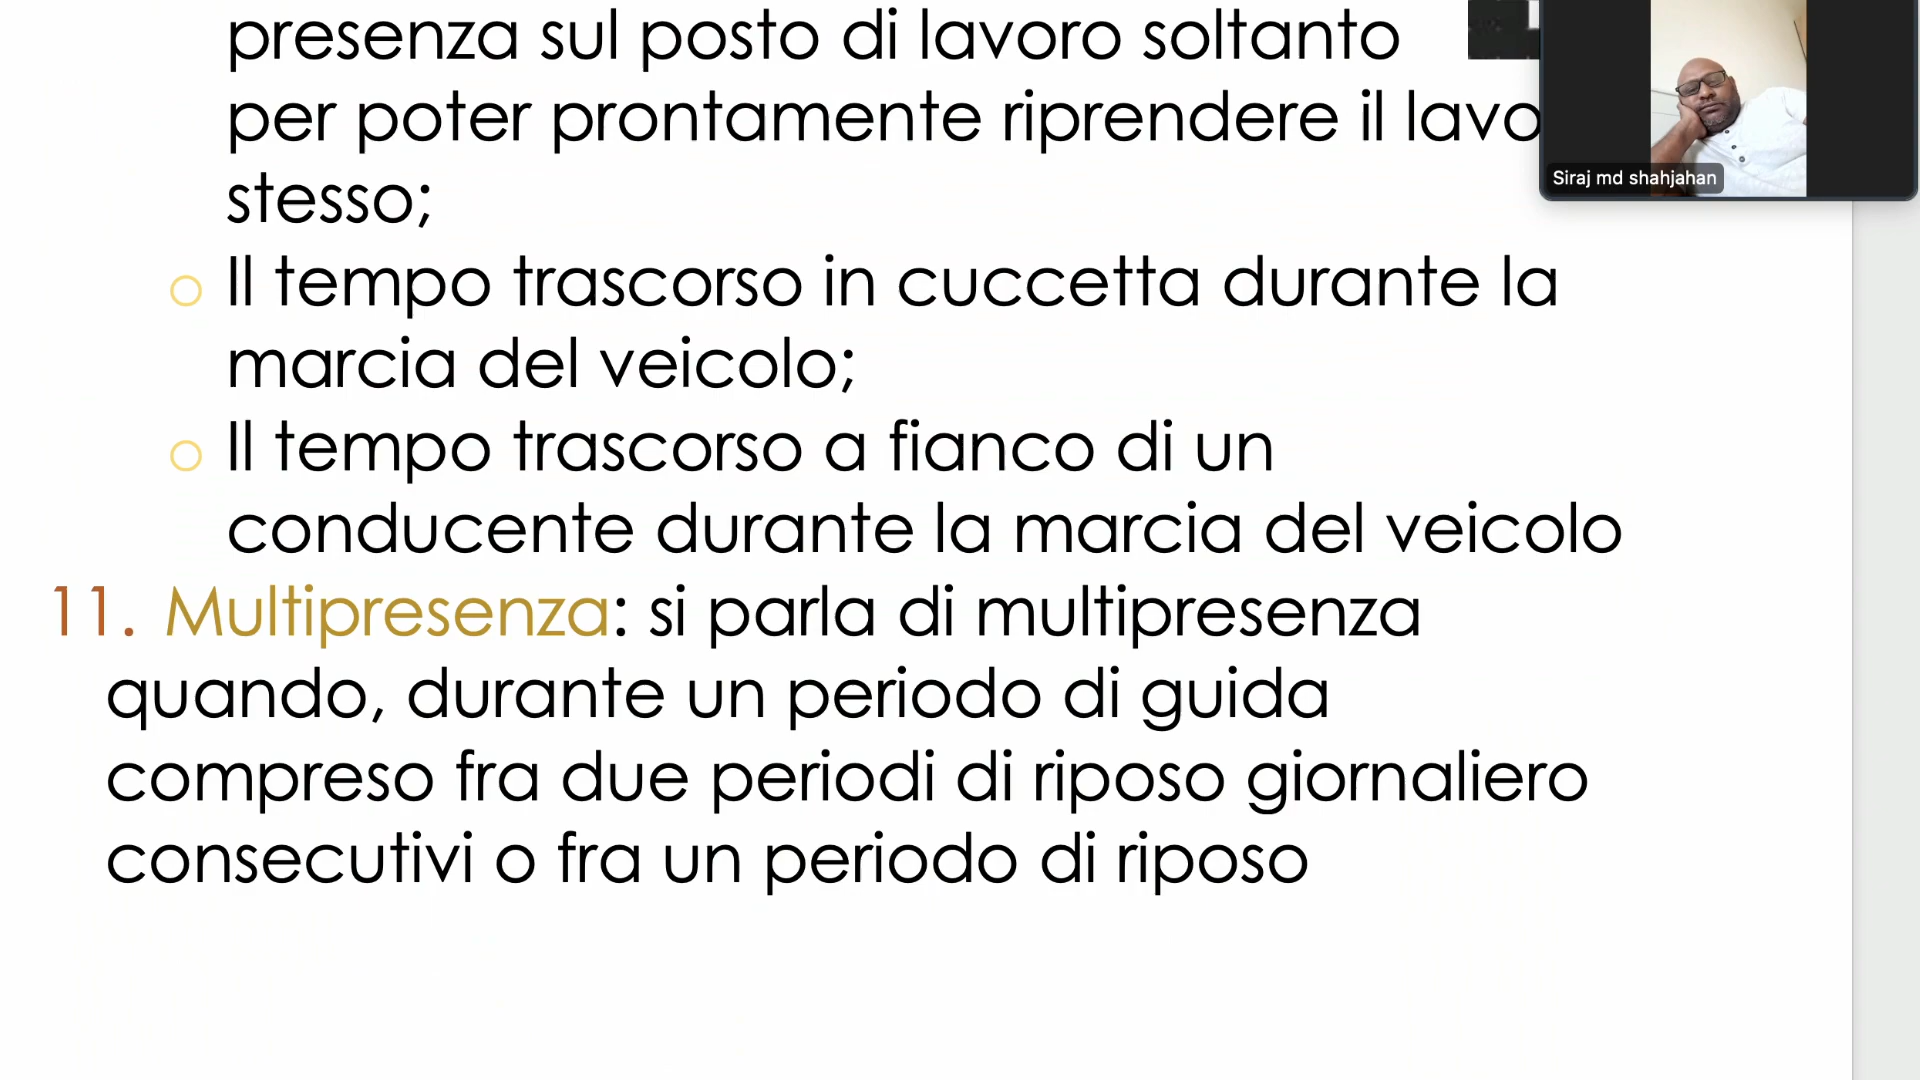 presenza sul posto di lavoro soltanto
per poter prontamente riprendere il lavo
stesso;
o Il tempo trascorso in cuccetta durante la
marcia del veicolo;
o Il tempo trascorso a fianco di un
conducente durante la marcia del veicolo
11. Multipresenza: si parla di multipresenza
quando, durante un periodo di guida
compreso fra due periodi di riposo giornaliero
consecutivi o fra un periodo di riposo
Siraj md shahjahan